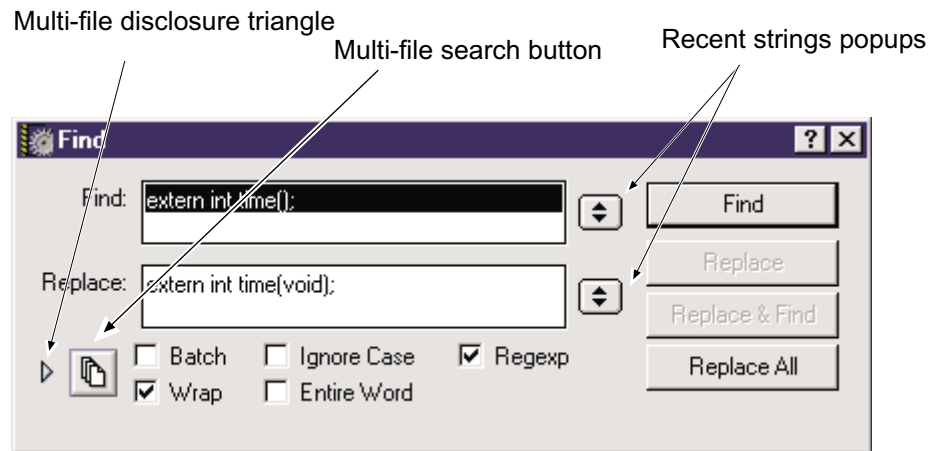 Multi-file disclosure triangle
Multi-file search button
Recent strings popups
Find
?
Find:
extern int time();
Find
Replace
Replace:
extern int time(void);
Replace & Find
Batch
Ignore Case
Regexp
Replace All
Wrap
Entire Word